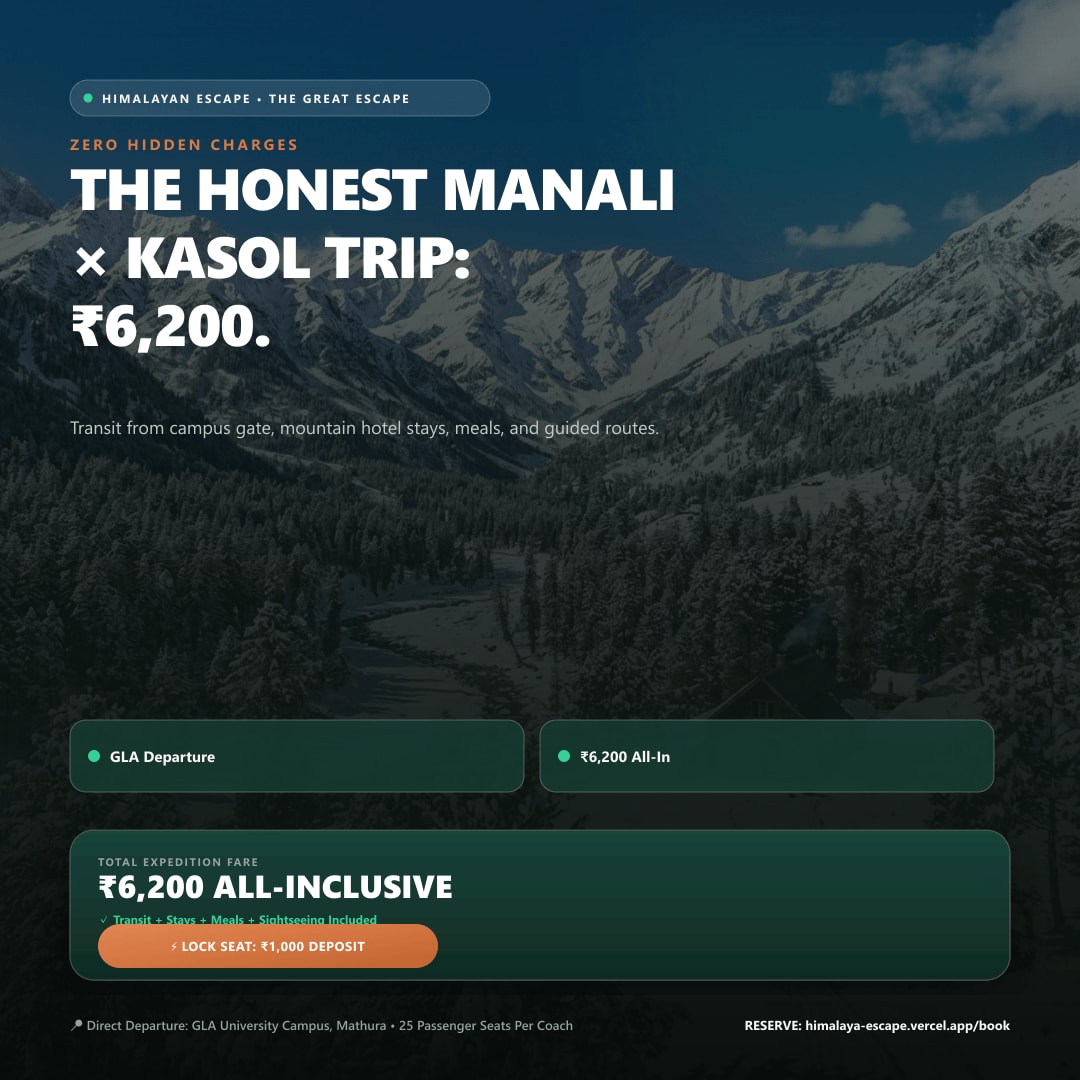 HIMALAYAN ESCAPE • THE GREAT ESCAPE
ZERO HIDDEN CHARGES
THE HONEST MANALI
× KASOL TRIP:
₹6,200.
Transit from campus gate, mountain hotel stays, meals, and guided routes.
GLA Departure
₹6,200 All-In
TOTAL EXPEDITION FARE
₹6,200 ALL-INCLUSIVE
✓ Transit + Stays + Meals + Sightseeing Included
⚡ LOCK SEAT: ₹1,000 DEPOSIT
📍 Direct Departure: GLA University Campus, Mathura • 25 Passenger Seats Per Coach
RESERVE: himalaya-escape.vercel.app/book